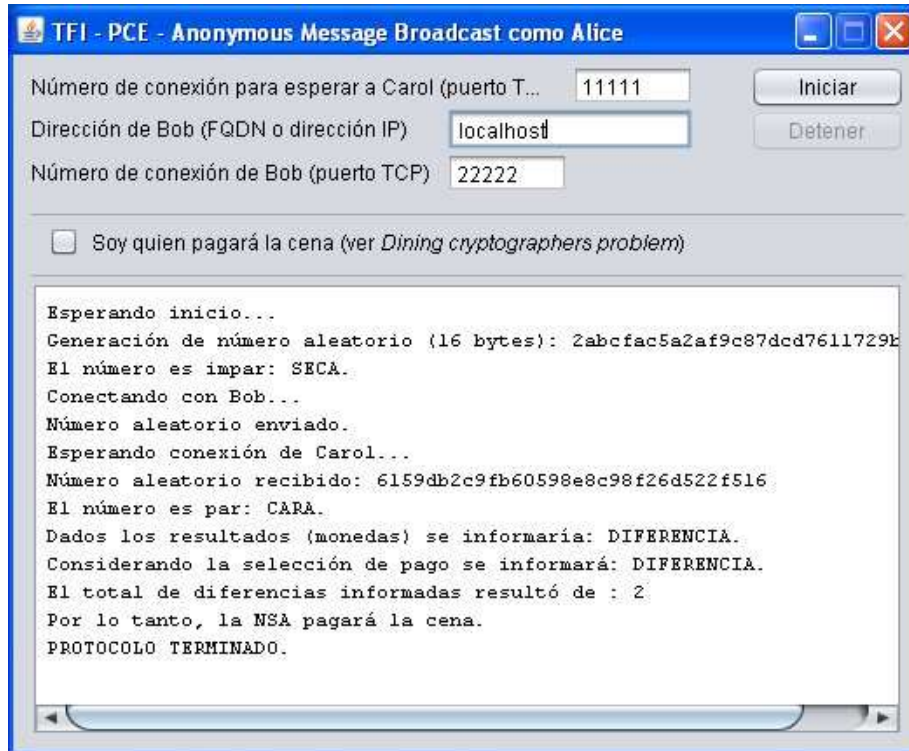 TFI - PCE - Anonymous Message Broadcast como Alice
Número de conexión para esperar a Carol (puerto T... 11111 Iniciar
Dirección de Bob (FQDN o dirección IP) localhost Detener
Número de conexión de Bob (puerto TCP) 22222
Soy quien pagará la cena (ver Dining cryptographers problem)
Esperando inicio...
Generación de número aleatorio (16 bytes): 2abcfac5a2af9c87dcd7611729b
El número es impar: SECA.
Conectando con Bob...
Número aleatorio enviado.
Esperando conexión de Carol...
Número aleatorio recibido: 6159db2c9fb60598e8c98f26d522f516
El número es par: CARA.
Dados los resultados (monedas) se informaría: DIFERENCIA.
Considerando la selección de pago se informará: DIFERENCIA.
El total de diferencias informadas resultó de : 2
Por lo tanto, la NSA pagará la cena.
PROTOCOLO TERMINADO.